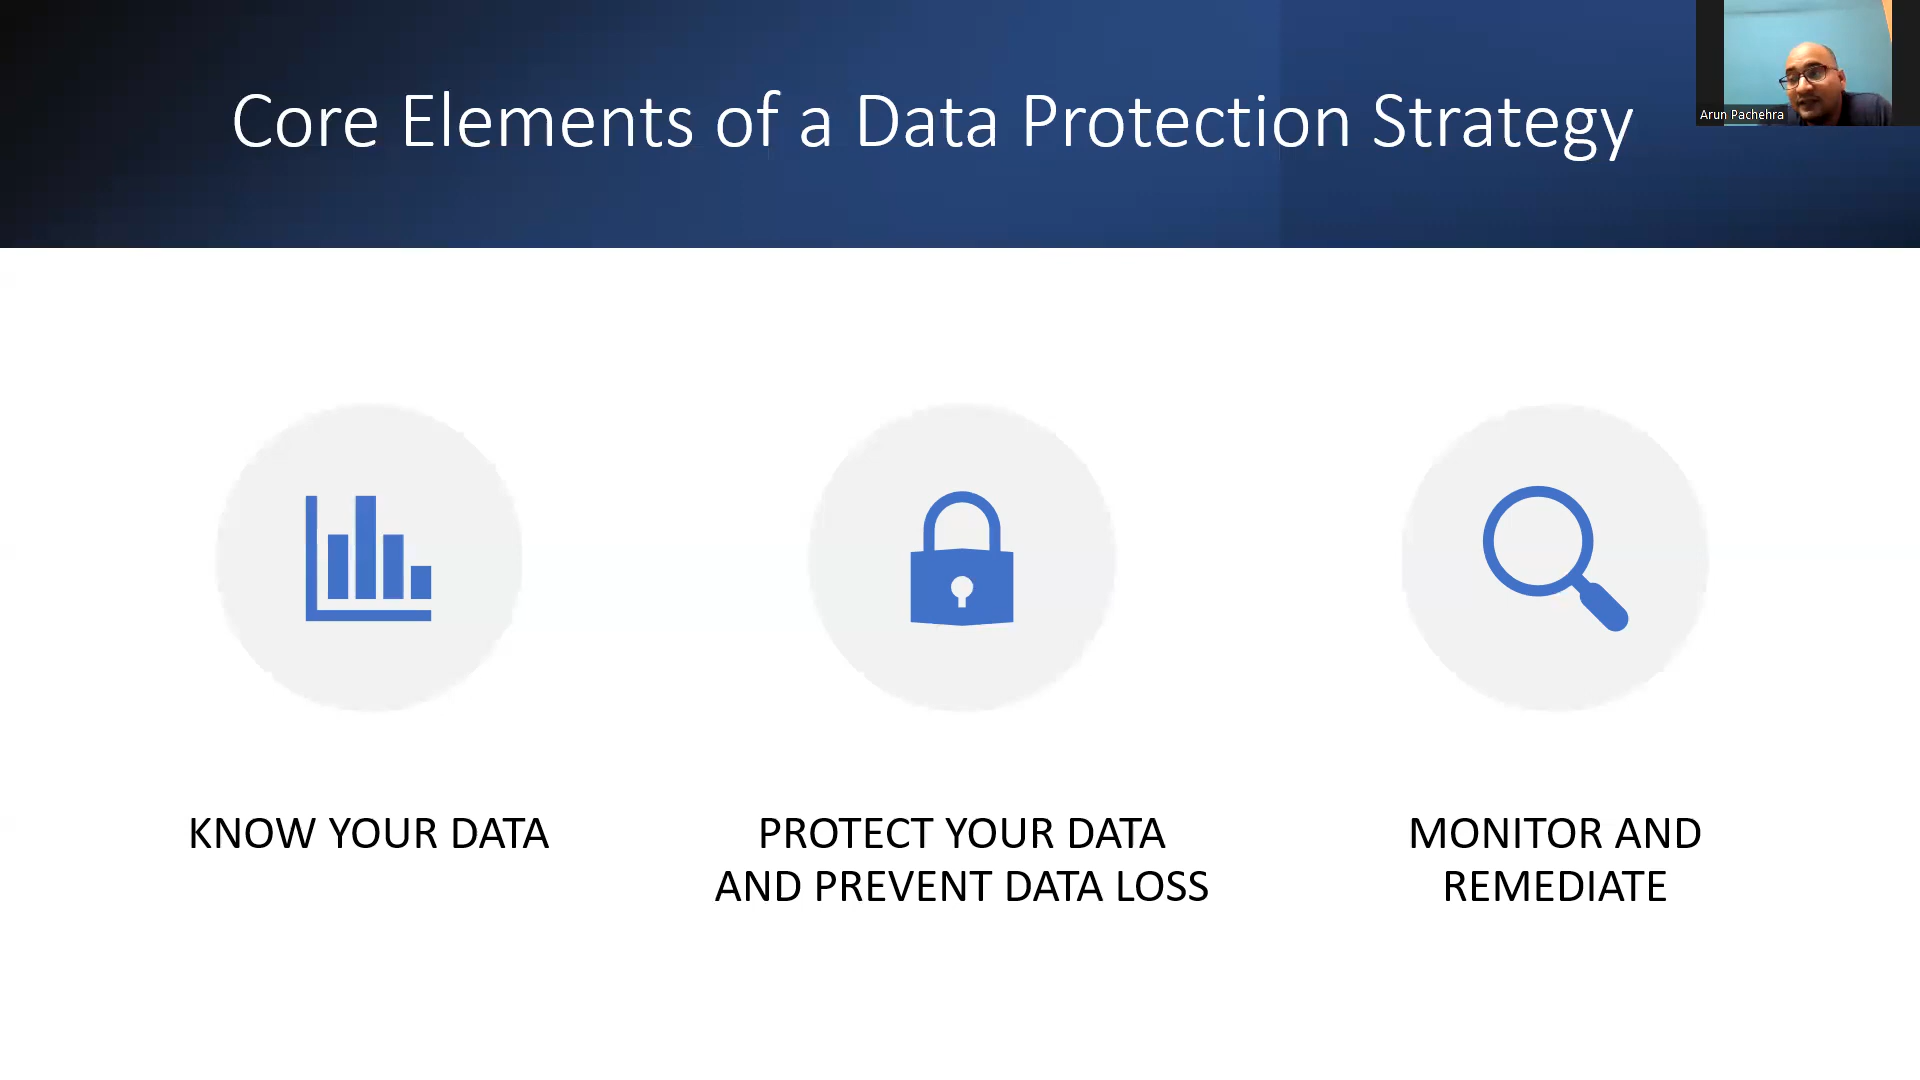 Core Elements of a Data Protection Strategy
Arun Pachehra
KNOW YOUR DATA
PROTECT YOUR DATA
AND PREVENT DATA LOSS
MONITOR AND
REMEDIATE